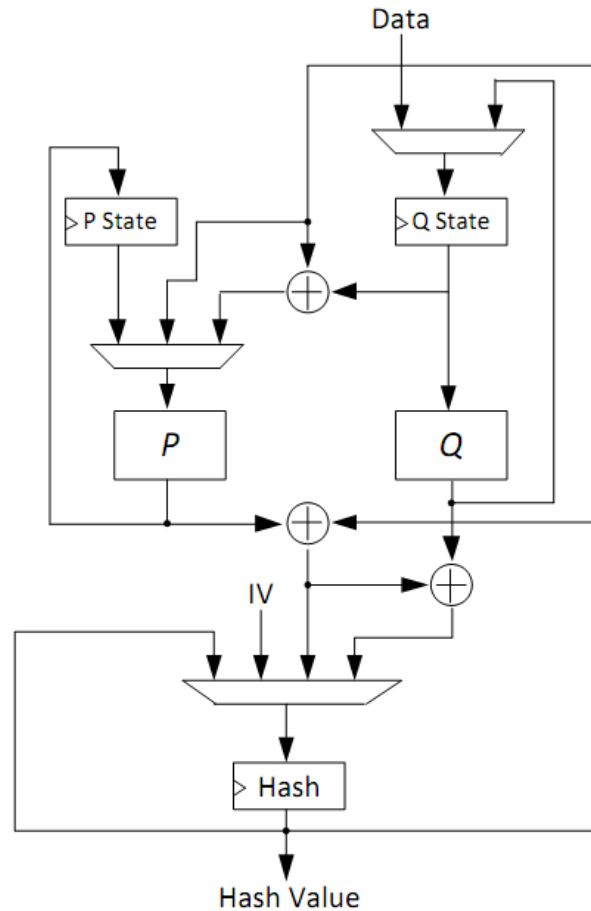 Data
P State
Q State
P
Q
IV
Hash
Hash Value